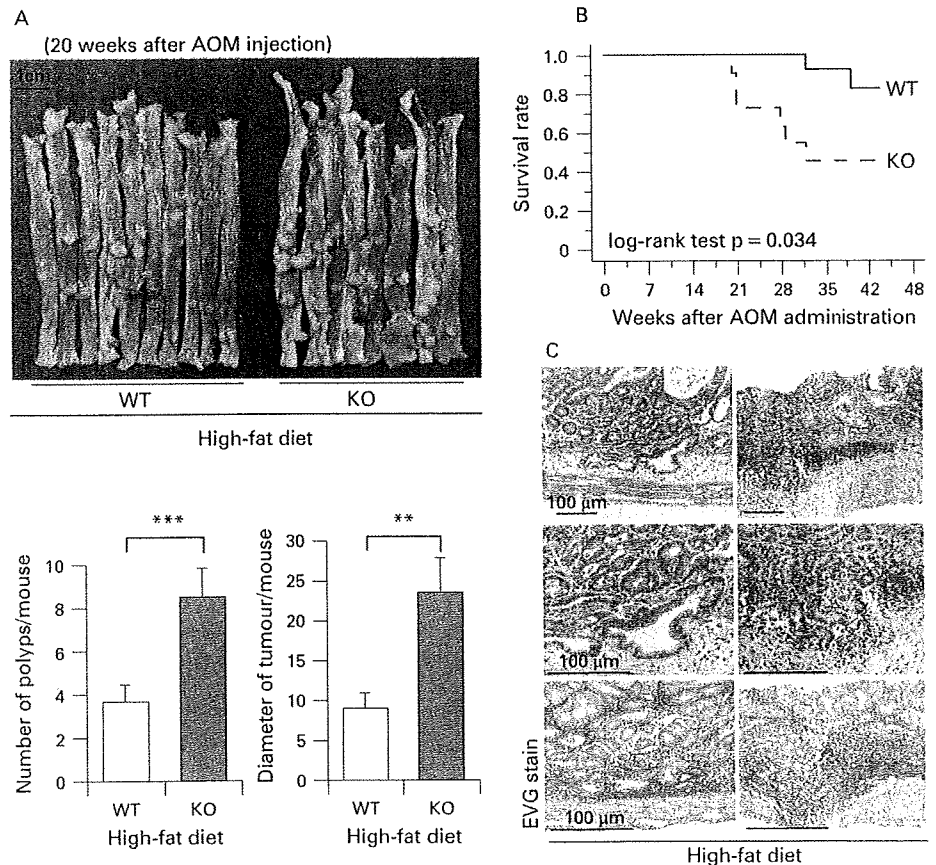 A
(20 weeks after AOM injection)
1cm
WT
KO
High-fat diet
***
10
8
6
4
2
0
Number of polyps/mouse
WT
KO
High-fat diet
**
30
25
20
15
10
5
0
Diameter of tumour/mouse
WT
KO
High-fat diet
B
1.0
0.8
0.6
0.4
0.2
0
Survival rate
WT
KO
log-rank test p = 0.034
0 7 14 21 28 35 42 48
Weeks after AOM administration
C
100 μm
100 μm
100 μm
EVG stain
High-fat diet